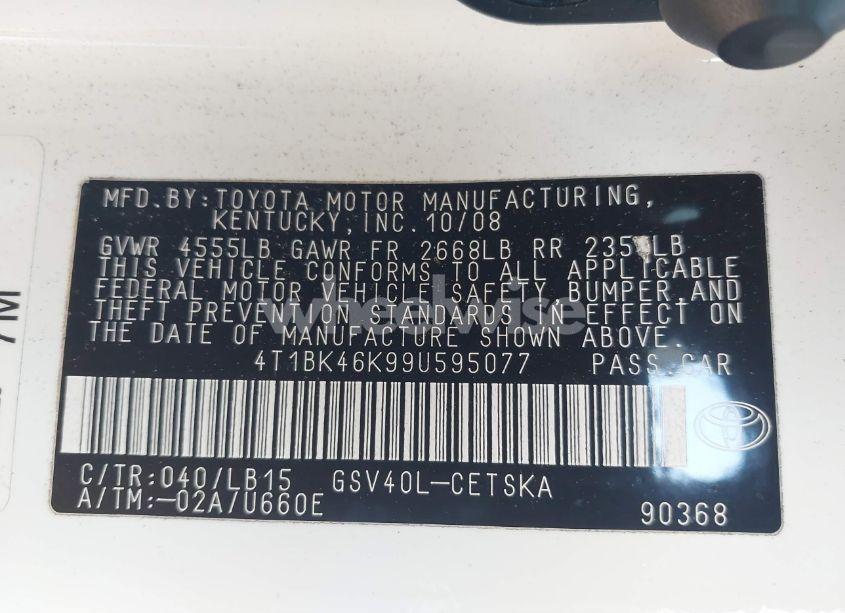 MFD.BY:TOYOTA MOTOR MANUFACTURING,
KENTUCKY,INC.10/08
GVWR 4555LB GAWR FR 2668LB RR
THIS VEHICLE CONFORMS TO ALL APPLICABLE
FEDERAL MOTOR VEHICLE SAFETY,BUMPER,AND
THEFT PREVENTION STANDARDS IN EFFECT ON
THE DATE OF MANUFACTURE SHOWN ABOVE.
wheelwise
4T1BK46K99U595077 PASS.CAR
C/TR:040/LB15 GSV40L-CETSKA
A/TM:-02A/U660E 90368